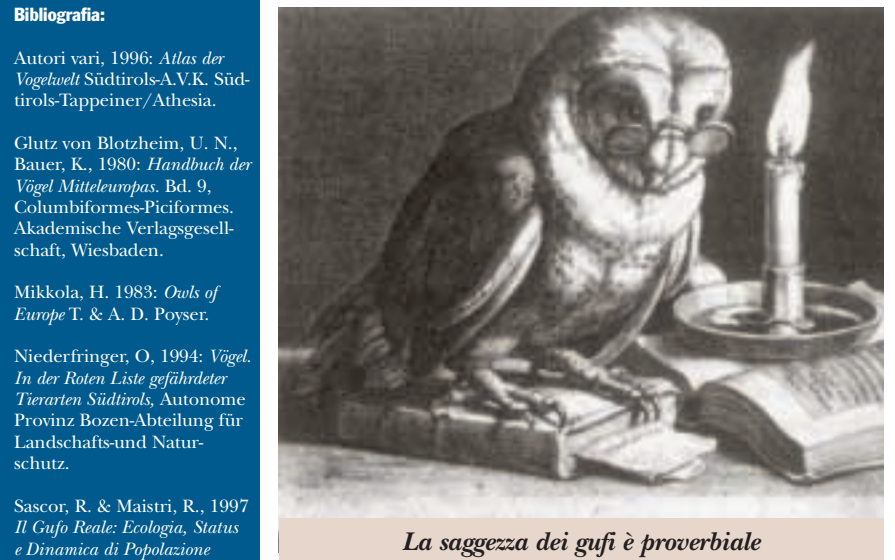 Bibliografia:
Autori vari, 1996: Atlas der
Vogelwelt Südtirols-A.V.K. Süd-
tirols-Tappeiner/Athesia.
Glutz von Blotzheim, U. N.,
Bauer, K., 1980: Handbuch der
Vögel Mitteleuropas. Bd. 9,
Columbiformes-Piciformes.
Akademische Verlagsgesell-
schaft, Wiesbaden.
Mikkola, H. 1983: Owls of
Europe T. & A. D. Poyser.
Niederfringer, O, 1994: Vögel.
In der Roten Liste gefährdeter
Tierarten Südtirols, Autonome
Provinz Bozen-Abteilung für
Landschafts-und Natur-
schutz.
Sascor, R. & Maistri, R., 1997
Il Gufo Reale: Ecologia, Status
e Dinamica di Popolazione
La saggezza dei gufi è proverbiale